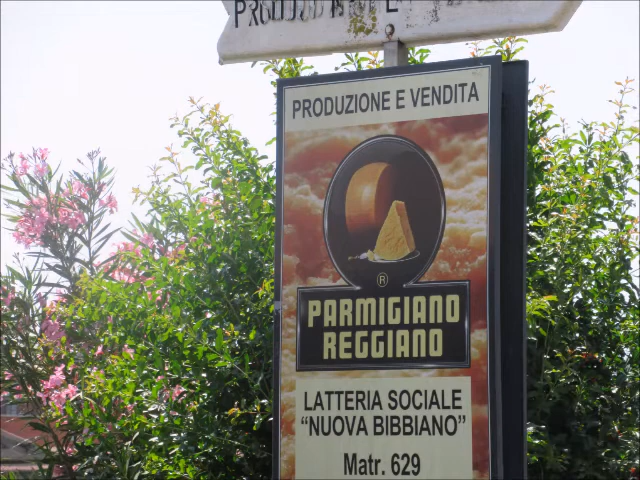 PRODUZIONE E VENDITA
®
PARMIGIANO
REGGIANO
LATTERIA SOCIALE
"NUOVA BIBBIANO"
Matr. 629